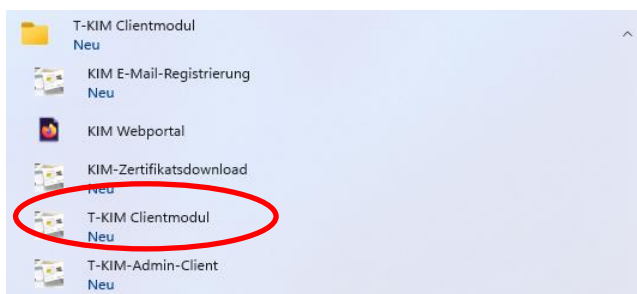 T-KIM Clientmodul
Neu
KIM E-Mail-Registrierung
Neu
KIM Webportal
KIM-Zertifikatsdownload
Neu
T-KIM Clientmodul
Neu
T-KIM-Admin-Client
Neu